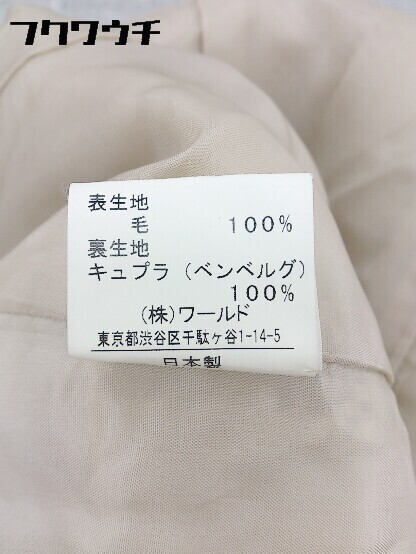 フクワウチ
表生地
毛 100%
裏生地
キュプラ (ベンベルグ)
100%
(株)ワールド
東京都渋谷区千駄ヶ谷1-14-5
日本製